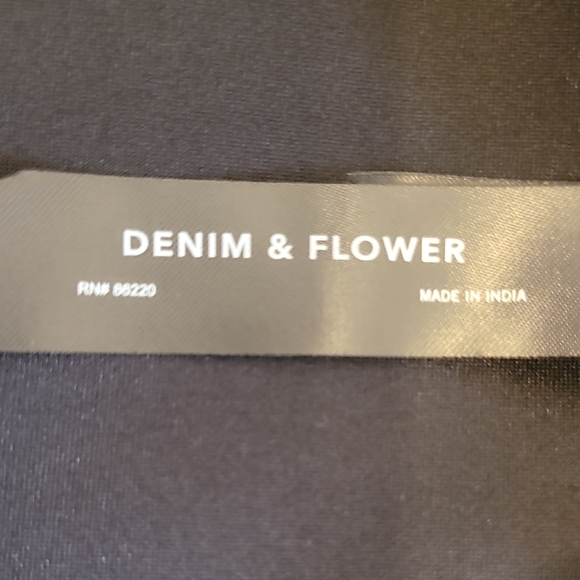 DENIM & FLOWER
RN# 86220 MADE IN INDIA